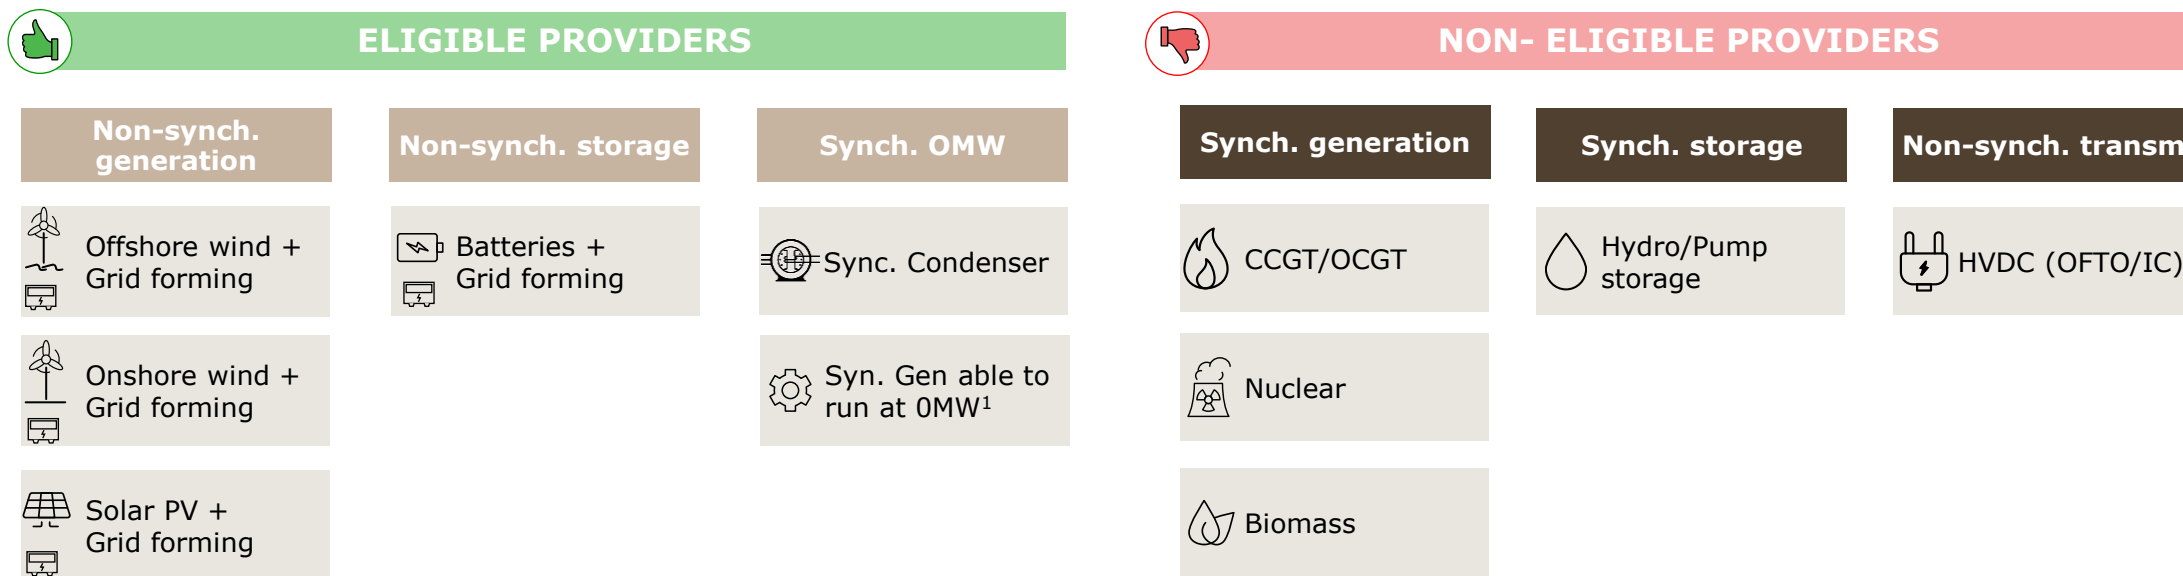 ELIGIBLE PROVIDERS
Non-synch.
generation
Non-synch. storage
Synch. OMW
Offshore wind +
Grid forming
Batteries +
Grid forming
Sync. Condenser
Onshore wind +
Grid forming
Syn. Gen able to
run at 0MW¹
Solar PV +
Grid forming
NON- ELIGIBLE PROVIDERS
Synch. generation
Synch. storage
Non-synch. transm
CCGT/OCGT
Hydro/Pump
storage
HVDC (OFTO/IC)
Nuclear
Biomass